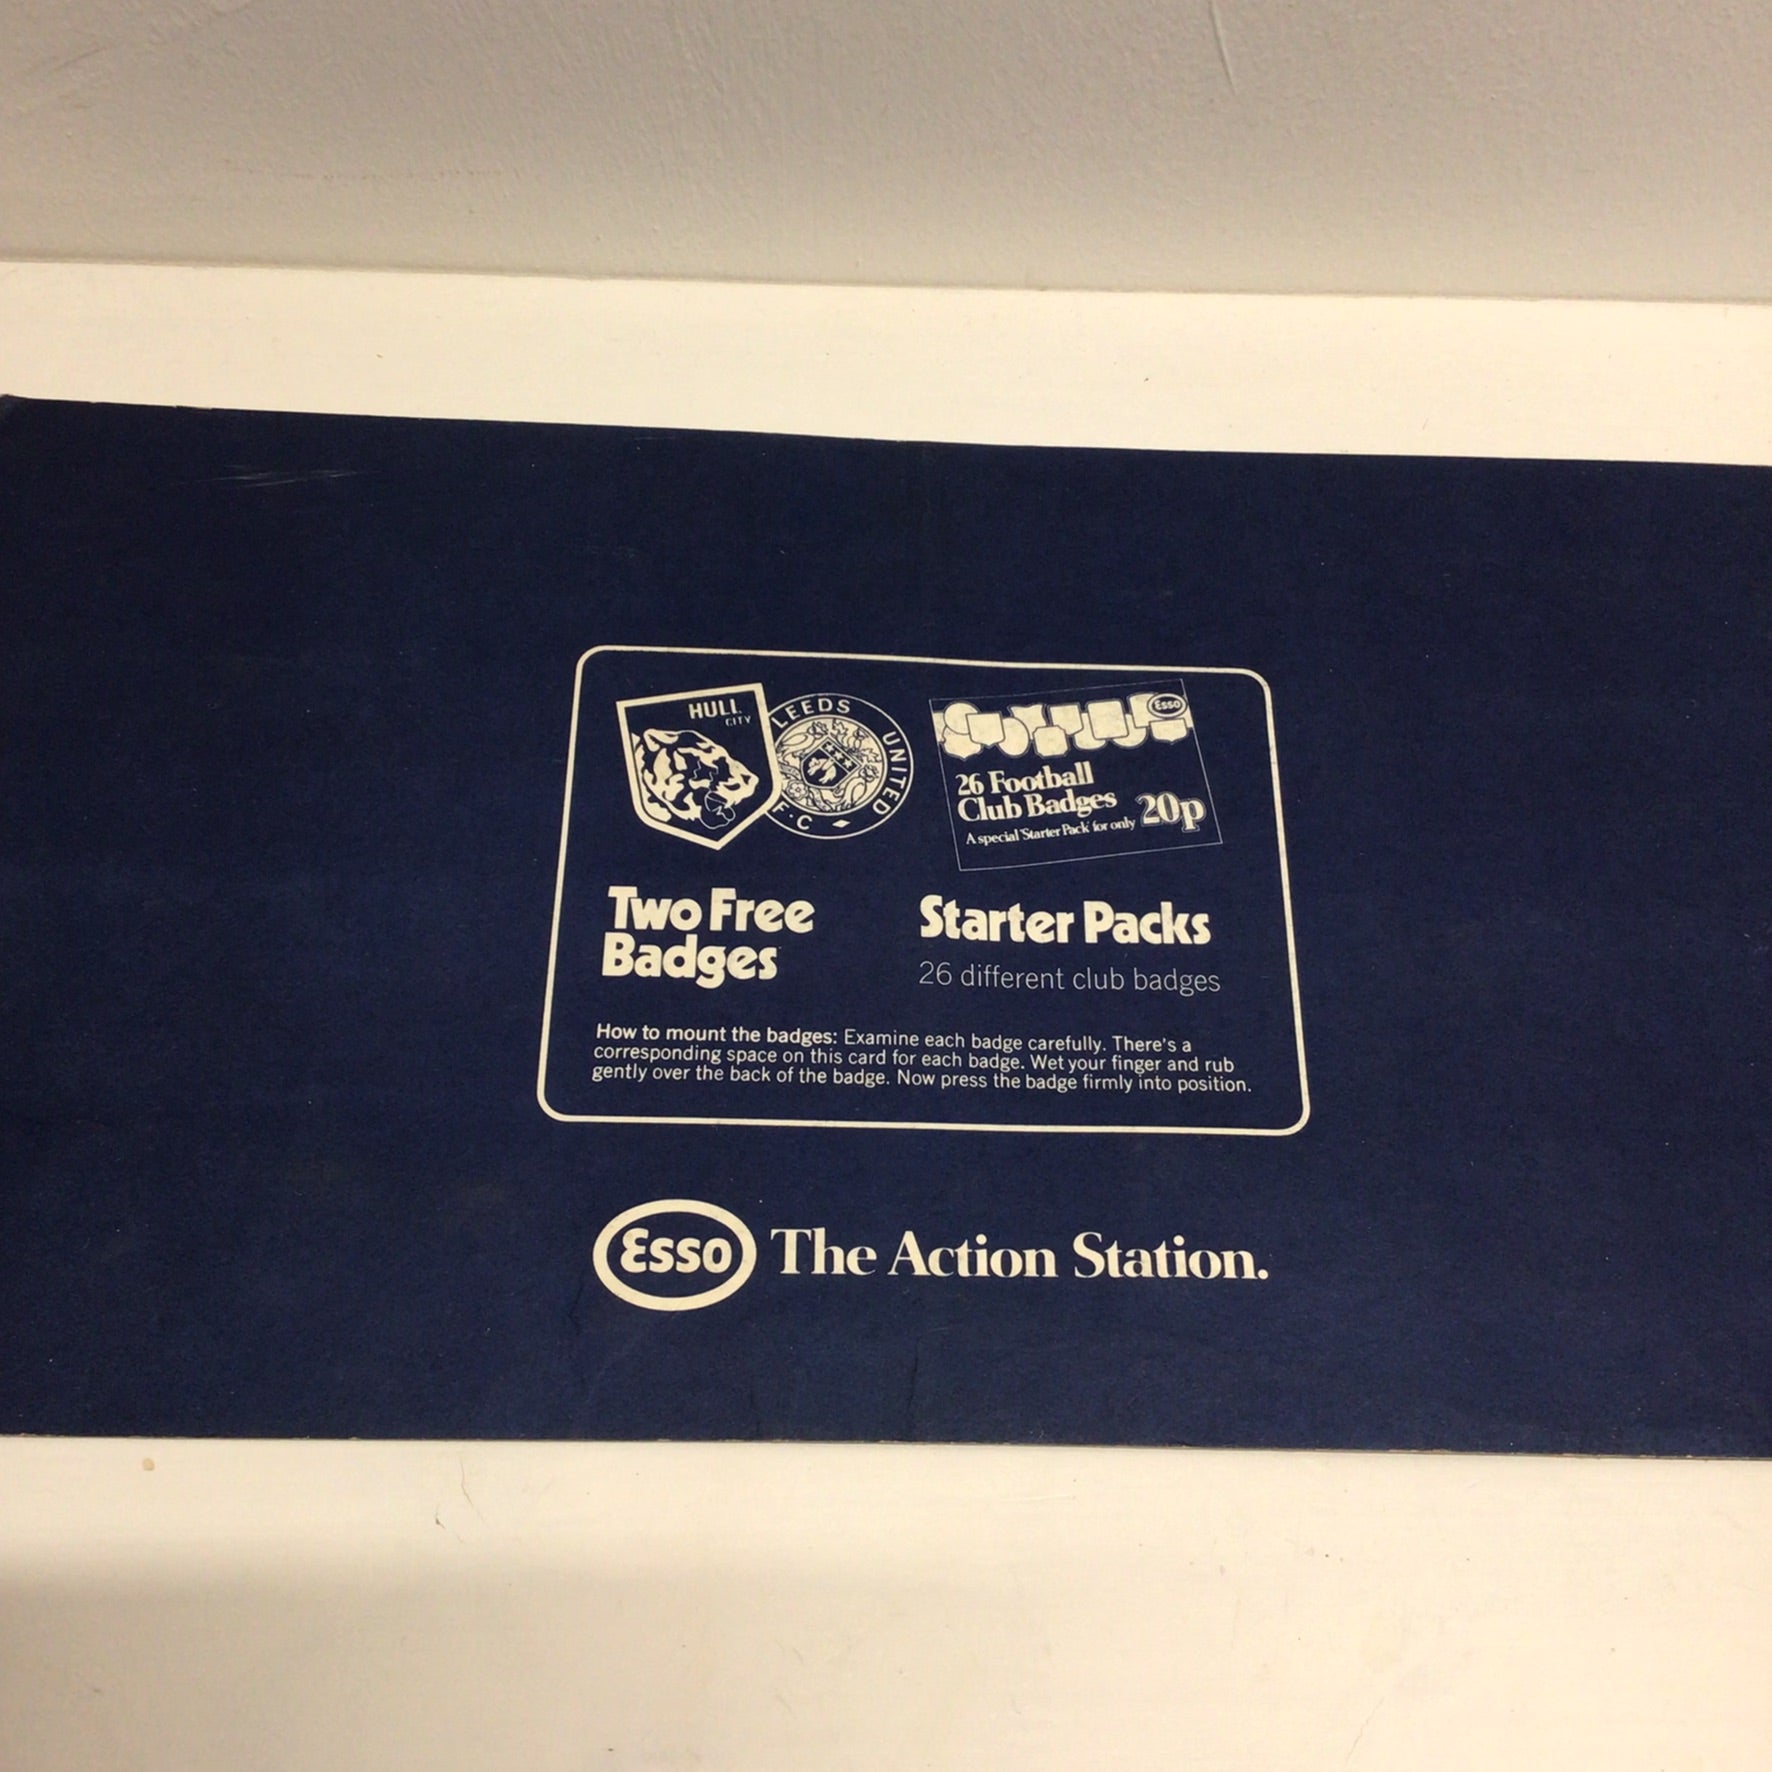 HULL
CITY
LEEDS UNITED F.C
Esso
26 Football
Club Badges
A special 'Starter Pack' for only 20p
Two Free
Badges
Starter Packs
26 different club badges
How to mount the badges: Examine each badge carefully. There's a
corresponding space on this card for each badge. Wet your finger and rub
gently over the back of the badge. Now press the badge firmly into position.
Esso The Action Station.